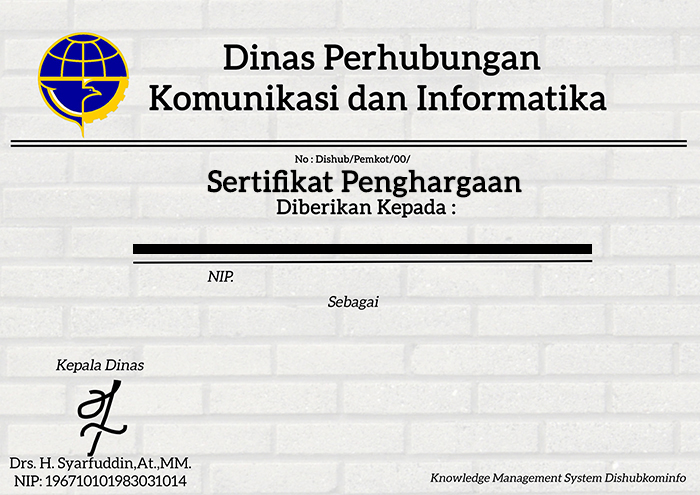 Dinas Perhubungan
Komunikasi dan Informatika
No : Dishub/Pemkot/00/
Sertifikat Penghargaan
Diberikan Kepada :
NIP.
Sebagai
Kepala Dinas
Drs. H. Syarfuddin,At.,MM.
NIP: 196710101983031014
Knowledge Management System Dishubkominfo